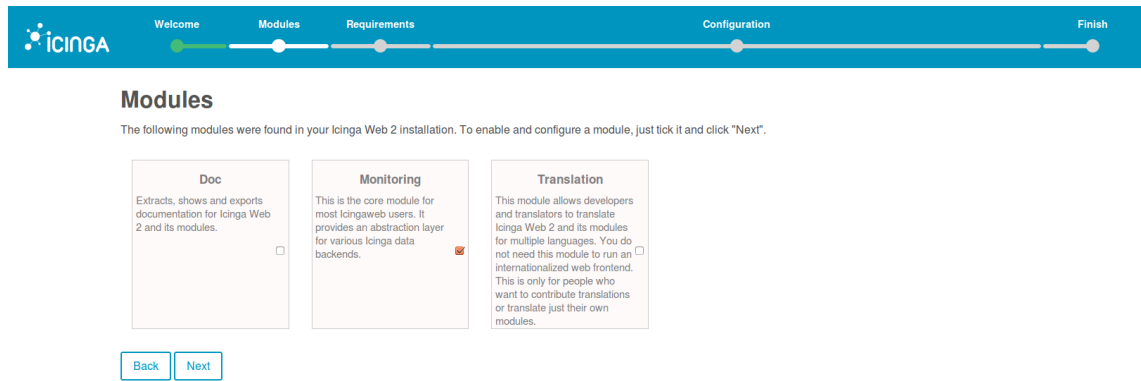 Welcome Modules Requirements Configuration Finish
ICINGA
Modules
The following modules were found in your Icinga Web 2 installation. To enable and configure a module, just tick it and click "Next".
Doc
Extracts, shows and exports
documentation for Icinga Web
2 and its modules.
Monitoring
This is the core module for
most Icingaweb users. It
provides an abstraction layer
for various Icinga data
backends.
Translation
This module allows developers
and translators to translate
Icinga Web 2 and its modules
for multiple languages. You do
not need this module to run an
internationalized web frontend.
This is only for people who
want to contribute translations
or translate just their own
modules.
Back Next